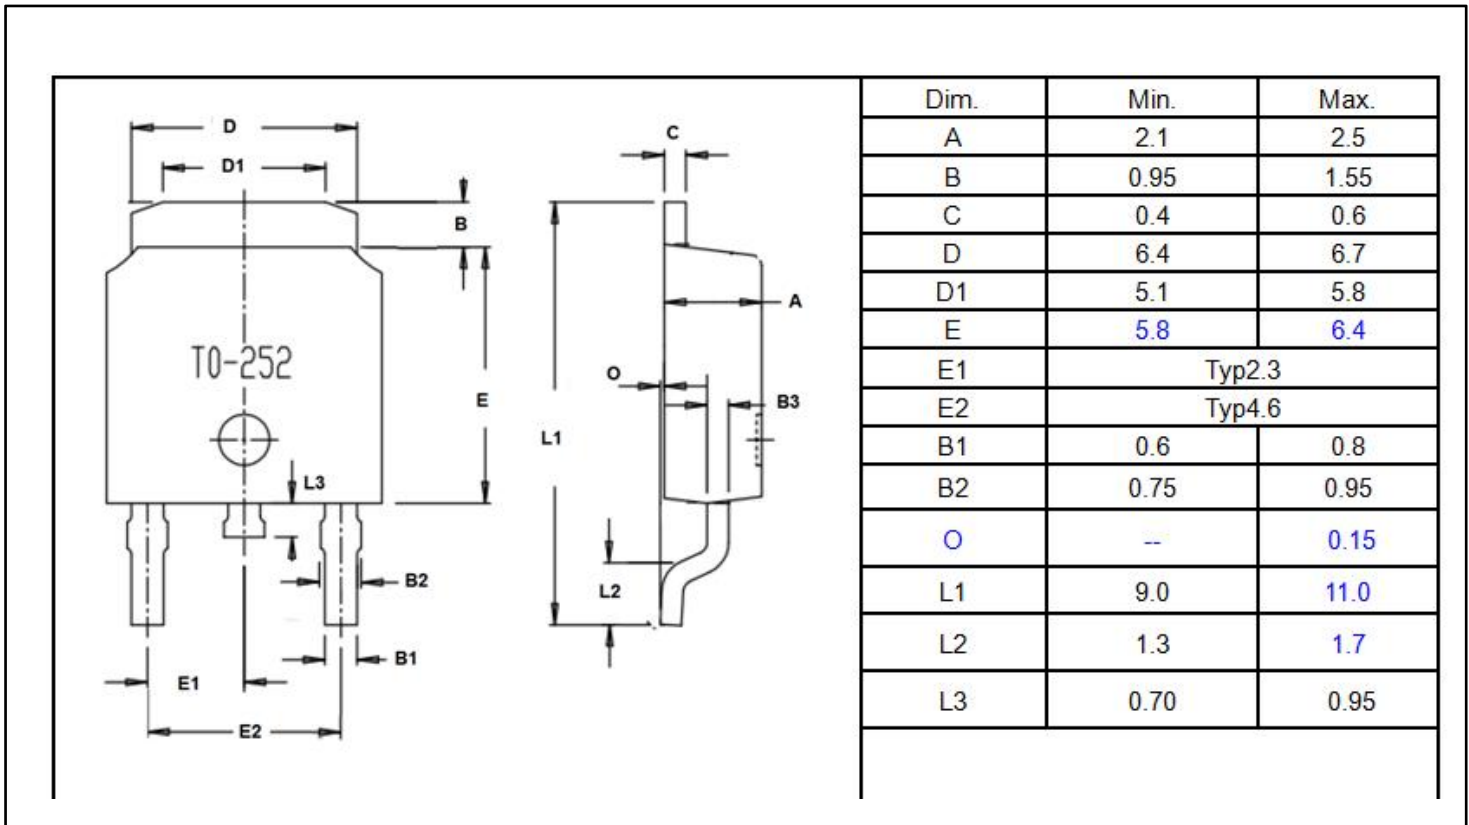 D
D1
B
TO-252
E
L3
B2
B1
E1
E2
C
A
O
B3
L1
L2
Dim. Min. Max.
A 2.1 2.5
B 0.95 1.55
C 0.4 0.6
D 6.4 6.7
D1 5.1 5.8
E 5.8 6.4
E1 Typ2.3
E2 Typ4.6
B1 0.6 0.8
B2 0.75 0.95
O -- 0.15
L1 9.0 11.0
L2 1.3 1.7
L3 0.70 0.95